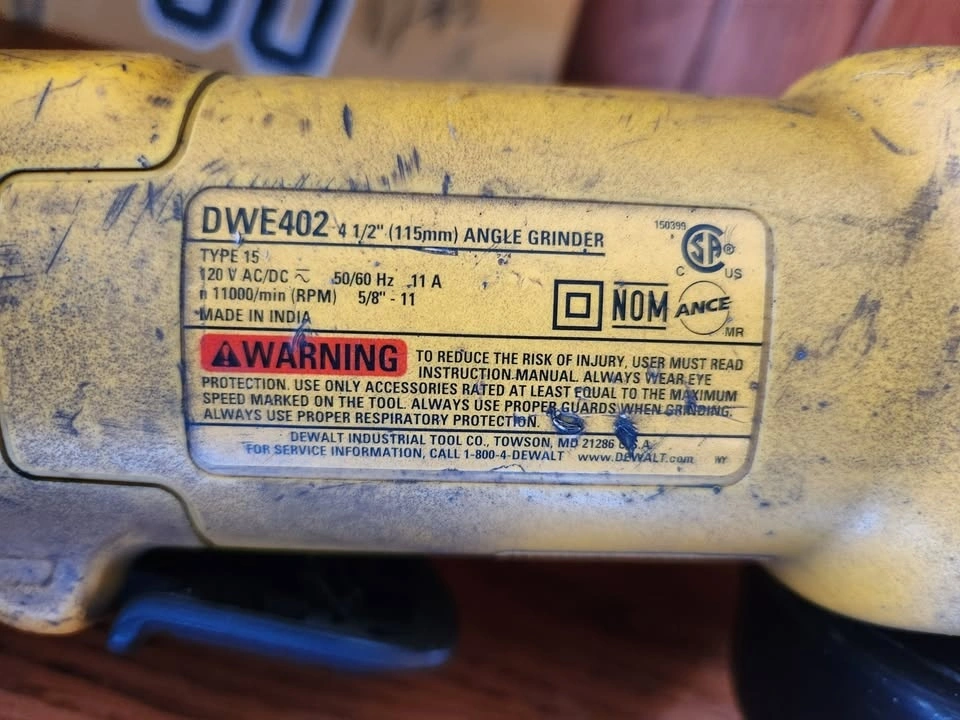 DWE402 4 1/2" (115mm) ANGLE GRINDER
150399
TYPE 15
120 V AC/DC 50/60 Hz 11 A
n 11000/min (RPM) 5/8" - 11
MADE IN INDIA
SA ®
C US
NOM
ANCE
MR
WARNING TO REDUCE THE RISK OF INJURY, USER MUST READ
INSTRUCTION MANUAL. ALWAYS WEAR EYE
PROTECTION. USE ONLY ACCESSORIES RATED AT LEAST EQUAL TO THE MAXIMUM
SPEED MARKED ON THE TOOL. ALWAYS USE PROPER GUARDS WHEN GRINDING.
ALWAYS USE PROPER RESPIRATORY PROTECTION.
DEWALT INDUSTRIAL TOOL CO., TOWSON, MD 21286 U.S.A.
FOR SERVICE INFORMATION, CALL 1-800-4-DEWALT www.DEWALT.com WY